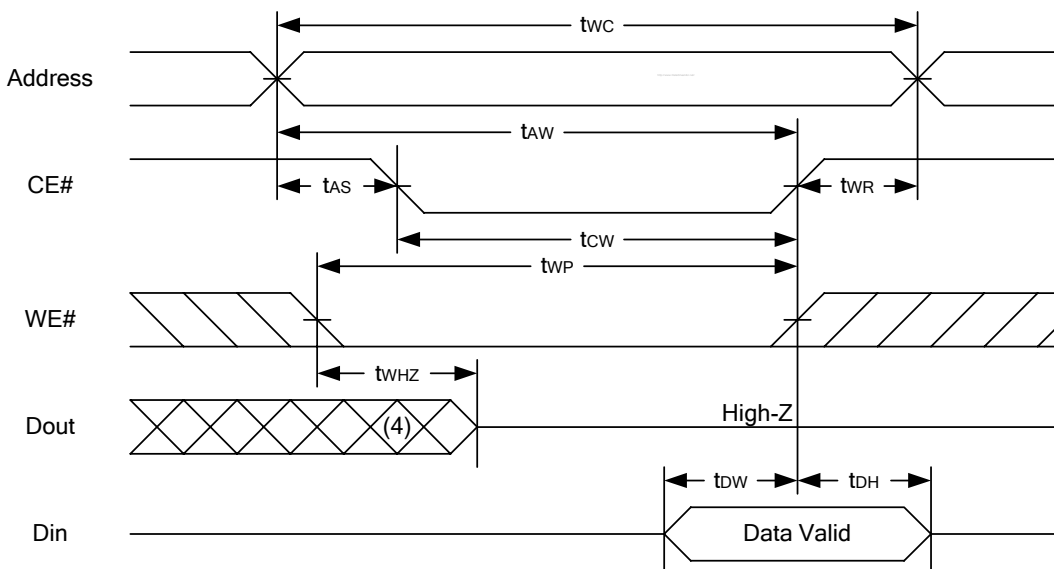 tWC
Address
tAW
CE#
tAS
tWR
tCW
tWP
WE#
tWHZ
Dout
(4)
High-Z
tDW
tDH
Din
Data Valid